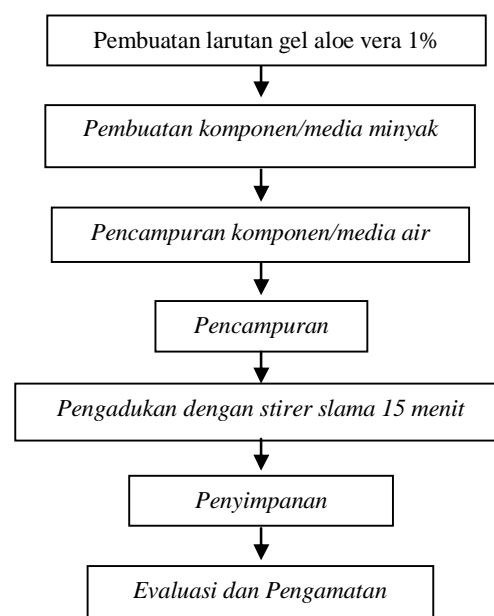 Pembuatan larutan gel aloe vera 1%
Pembuatan komponen/media minyak
Pencampuran komponen/media air
Pencampuran
Pengadukan dengan stirer slama 15 menit
Penyimpanan
Evaluasi dan Pengamatan